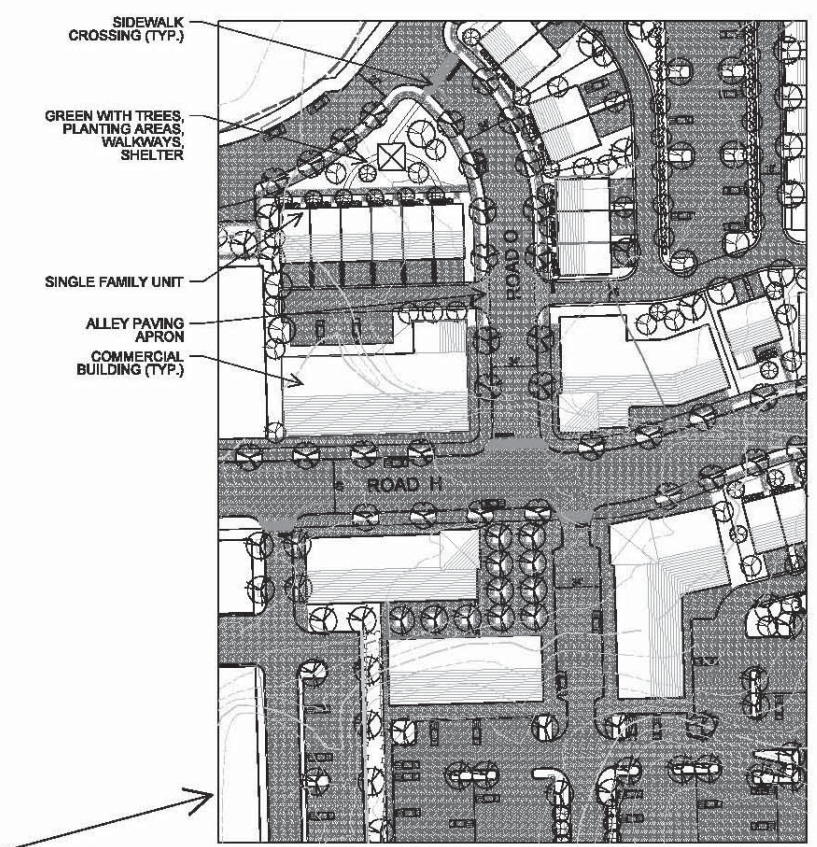 SIDEWALK
CROSSING (TYP.)
GREEN WITH TREES,
PLANTING AREAS,
WALKWAYS,
SHELTER
SINGLE FAMILY UNIT
ALLEY PAVING
APRON
COMMERCIAL
BUILDING (TYP.)
ROAD O
ROAD H